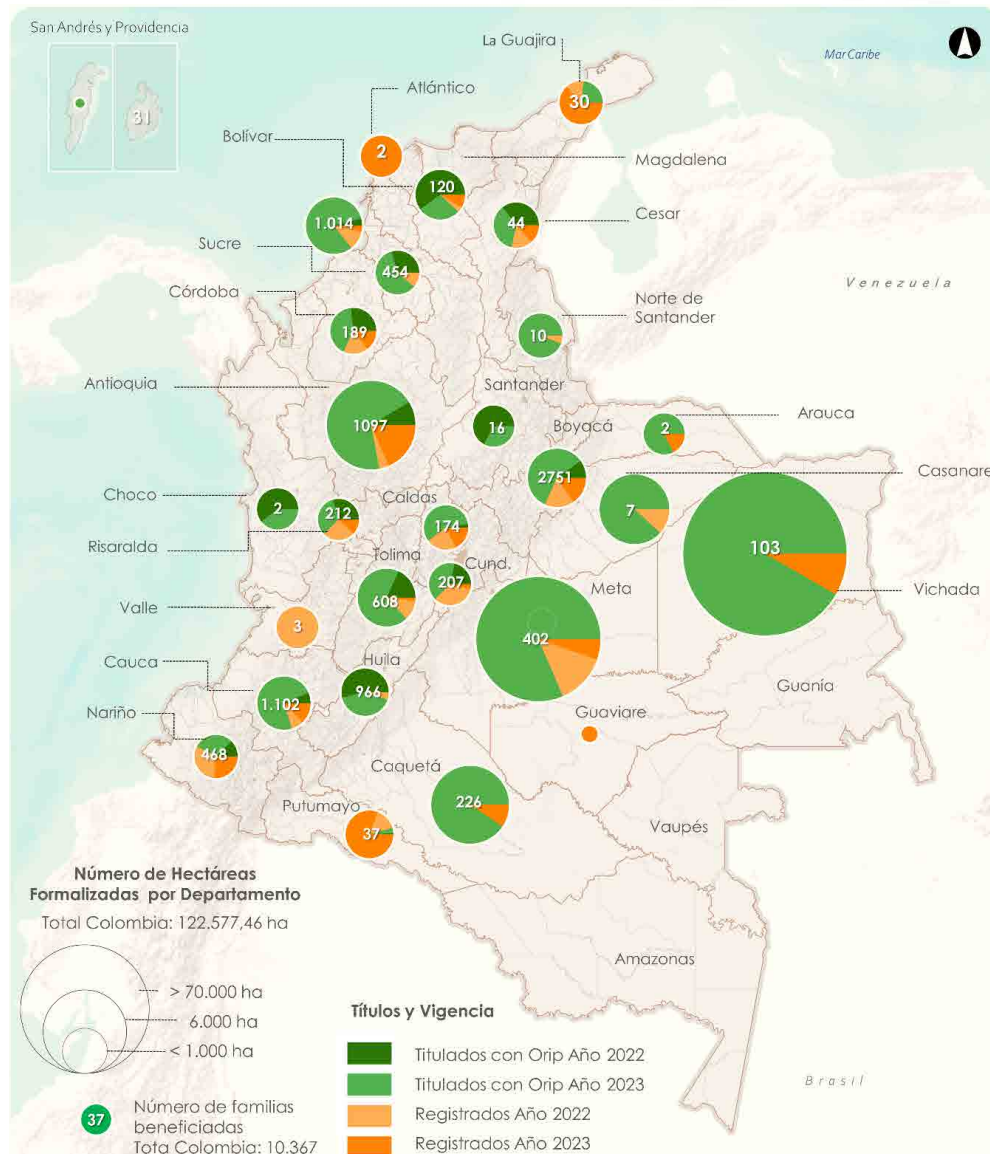 San Andrés y Providencia
31
La Guajira
Mar Caribe
30
Atlántico
2
Bolívar
120
Magdalena
1.014
44
Cesar
Sucre
454
Venezuela
Córdoba
189
10
Norte de
Santander
Antioquia
1097
Santander
16
Boyacá
2
Arauca
2751
Casanare
Choco
2
Caldas
212
174
7
103
Risaralda
Tolima
Cund.
207
608
Meta
Vichada
Valle
3
402
Cauca
Huila
966
1.102
Guanía
Nariño
468
Guaviare
Caquetá
226
Putumayo
37
Vaupés
Número de Hectáreas
Formalizadas por Departamento
Total Colombia: 122.577,46 ha
Amazonas
> 70.000 ha
6.000 ha
< 1.000 ha
Títulos y Vigencia
Titulados con Orip Año 2022
Titulados con Orip Año 2023
Registrados Año 2022
Registrados Año 2023
Brasil
37
Número de familias
beneficiadas
Tota Colombia: 10.367